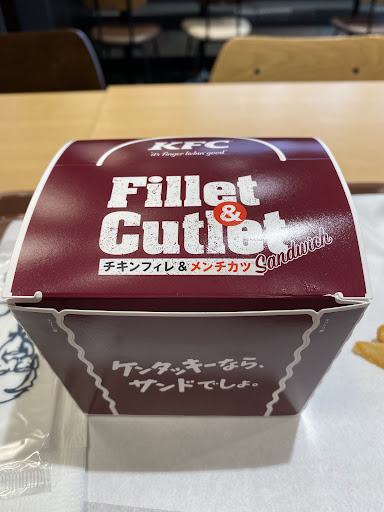 KFC
it's finger lickin' good
Fillet
&
Cutlet
Sandwich
チキンフィレ&メンチカツ
ケンタッキーなら、
サンドでしょ。